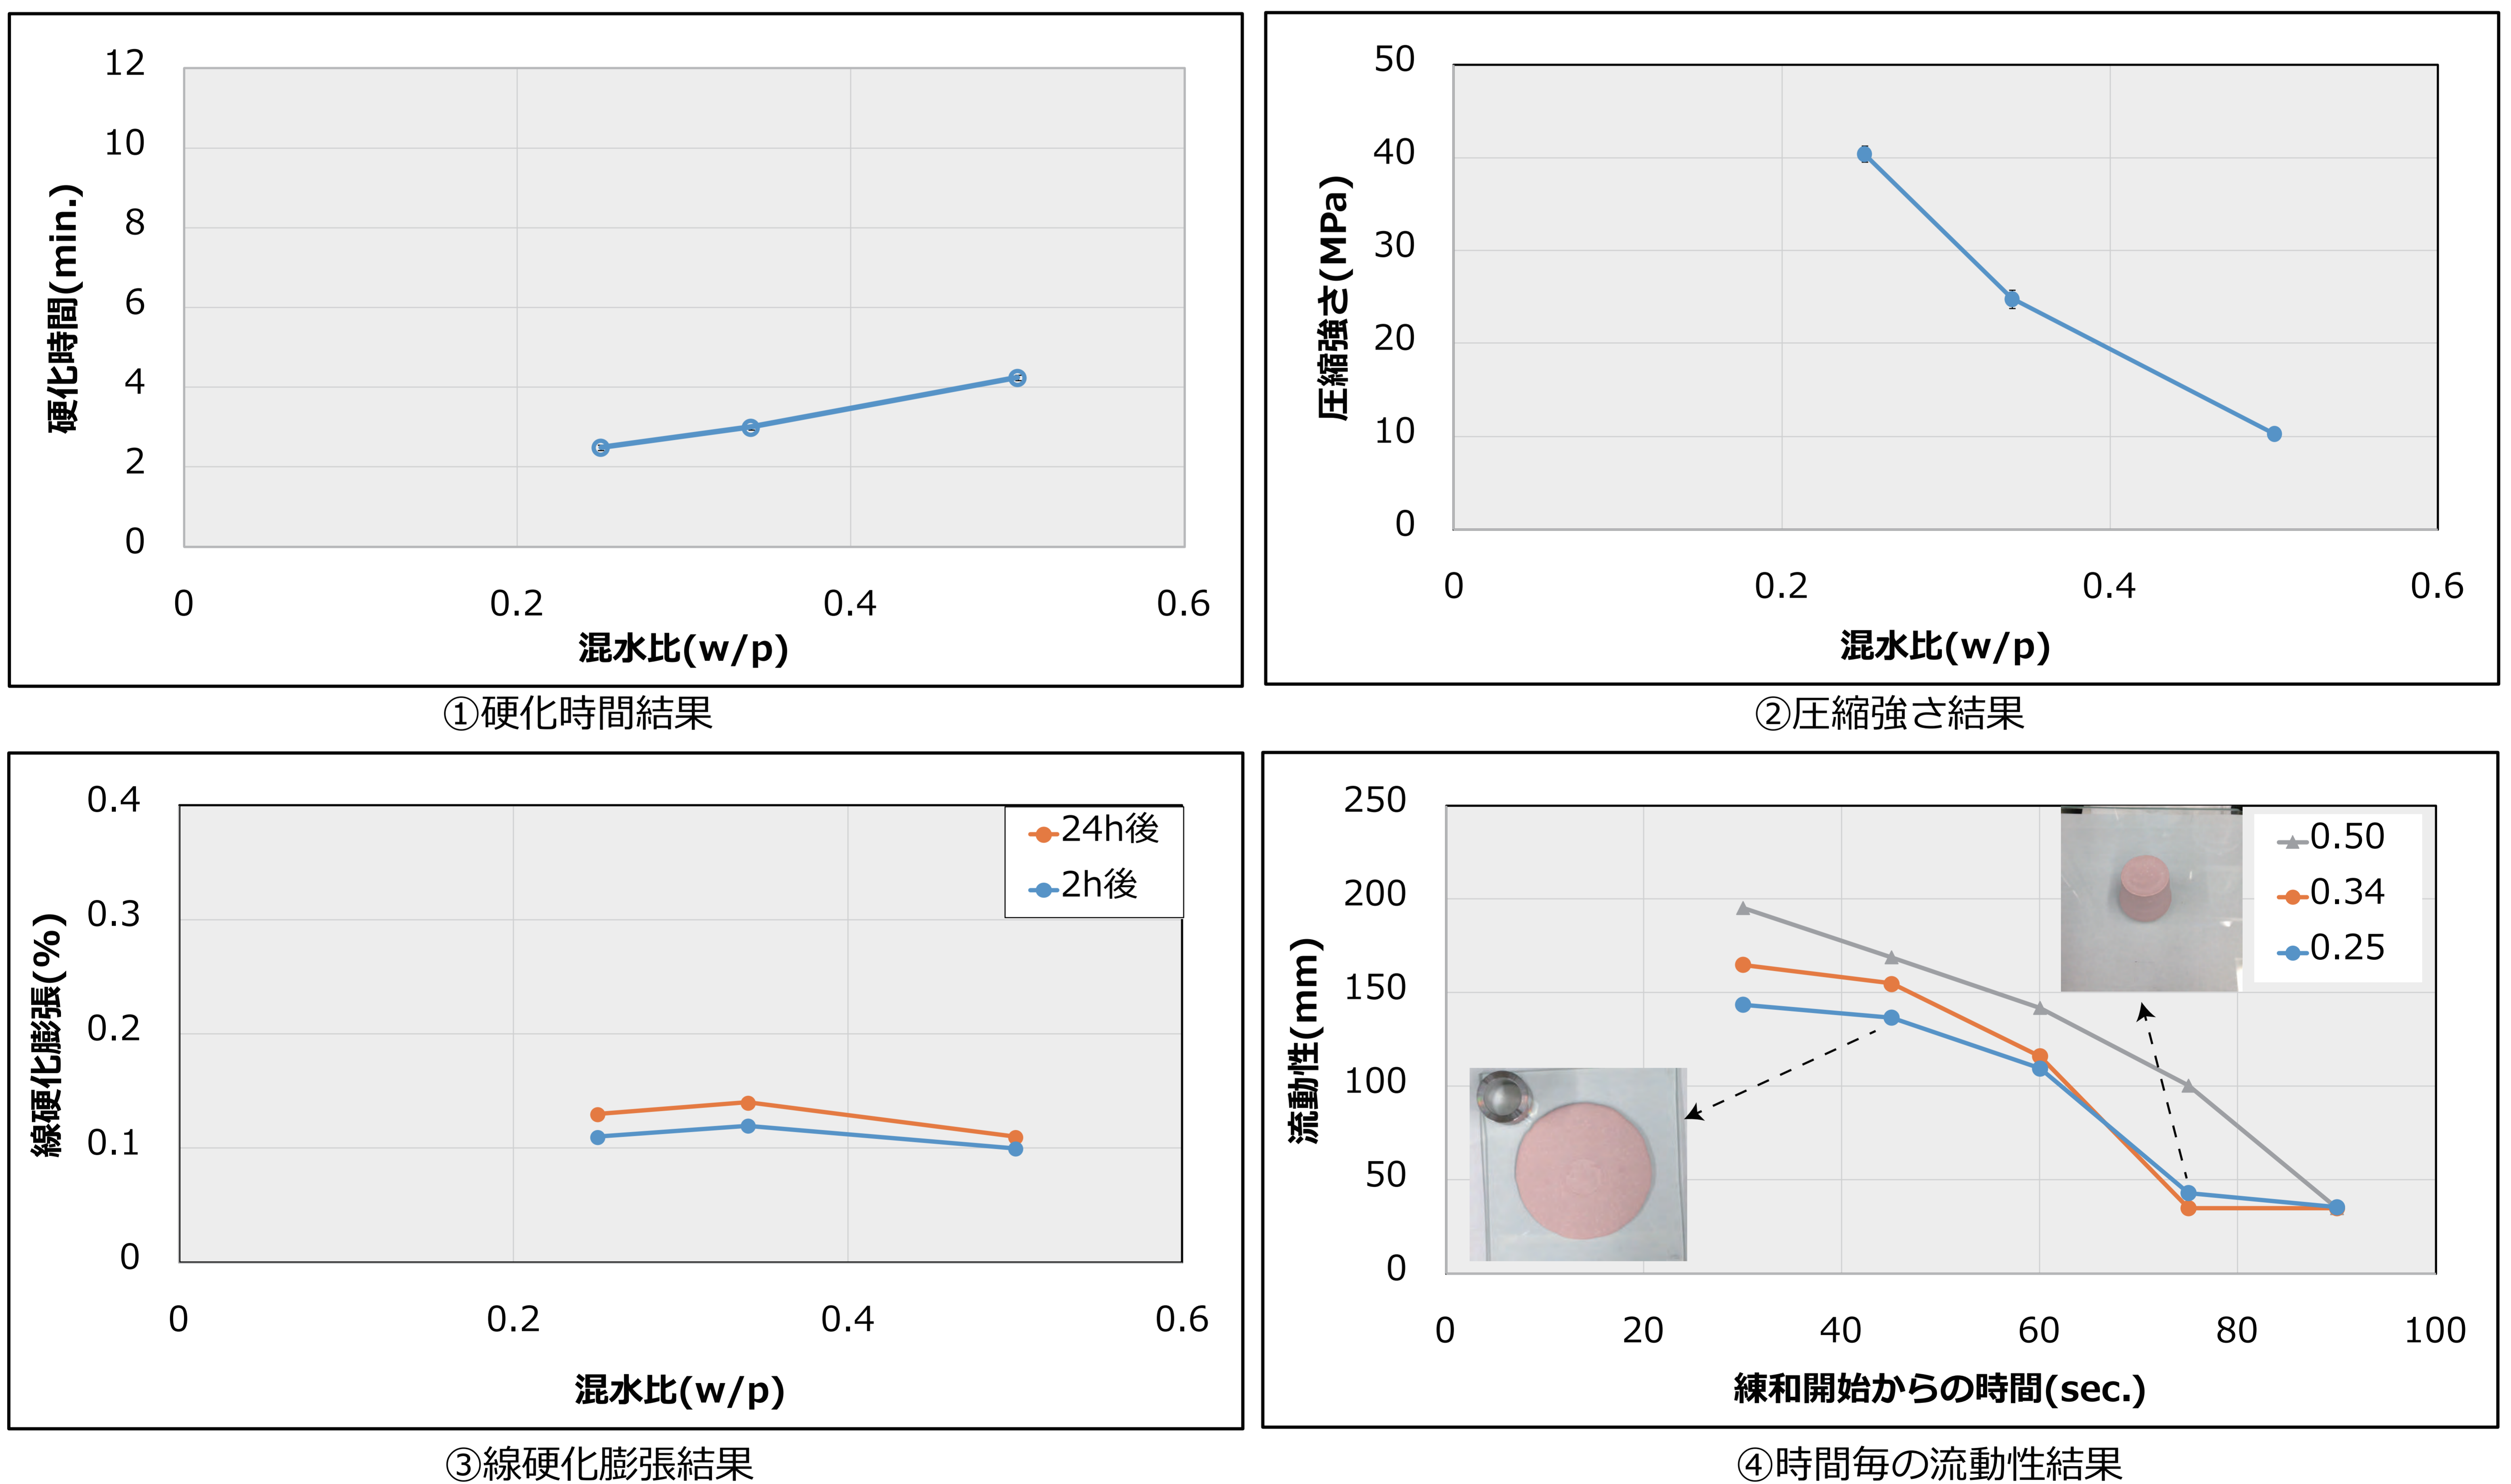 12
10
8
6
4
2
0
硬化時間(min.)
0 0.2 0.4 0.6
混水比(w/p)
①硬化時間結果
50
40
30
20
10
0
圧縮強さ(MPa)
0 0.2 0.4 0.6
混水比(w/p)
②圧縮強さ結果
0.4
0.3
0.2
0.1
0
線硬化膨張(%)
24h後
2h後
0 0.2 0.4 0.6
混水比(w/p)
③線硬化膨張結果
250
200
150
100
50
0
流動性(mm)
0.50
0.34
0.25
0 20 40 60 80 100
練和開始からの時間(sec.)
④時間毎の流動性結果